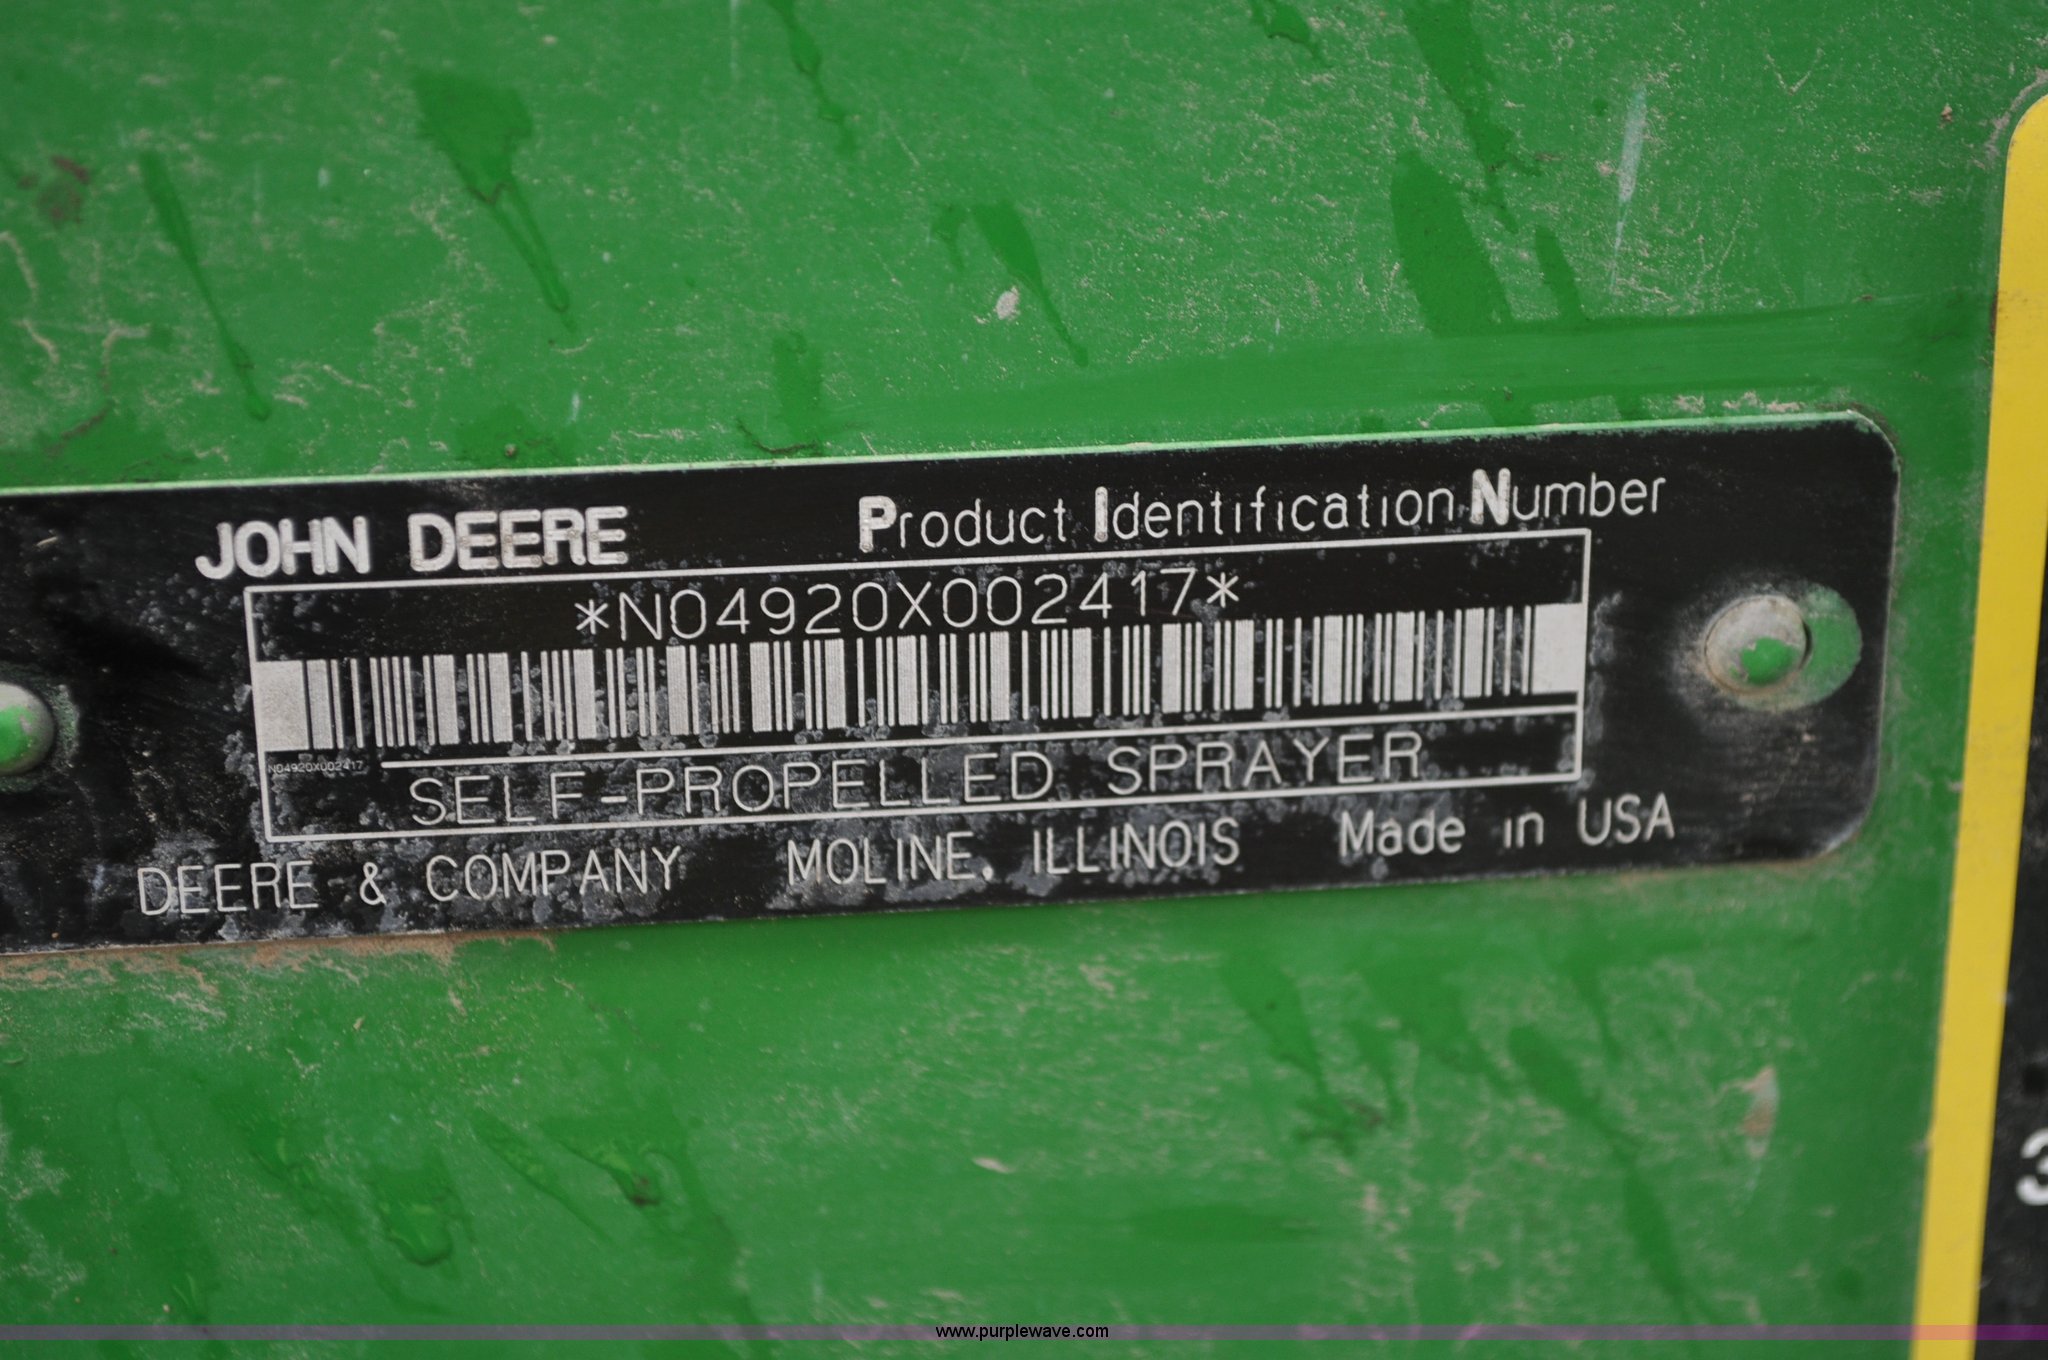 JOHN DEERE Product Identification Number
*N04920X002417*
N04920X002417
SELF-PROPELLED SPRAYER
DEERE & COMPANY MOLINE, ILLINOIS Made in USA
3
www.purplewave.com